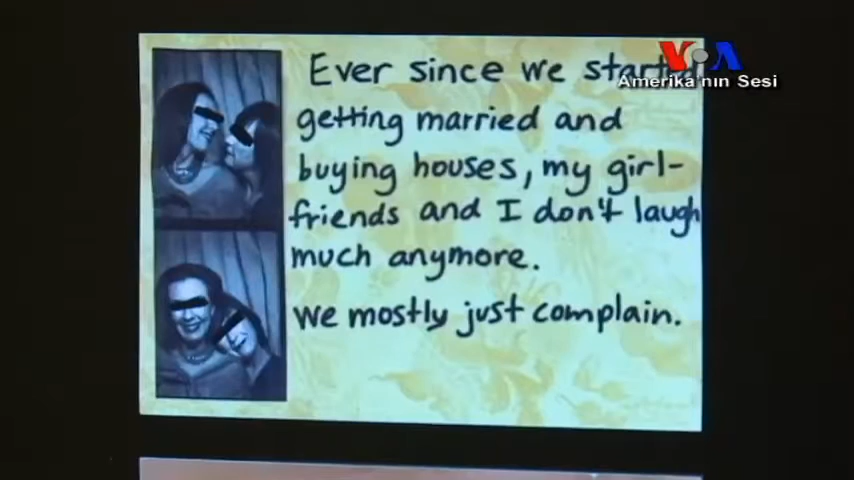 VOA
Amerika'nın Sesi
Ever since we started
getting married and
buying houses, my girl-
friends and I don't laugh
much anymore.
We mostly just complain.